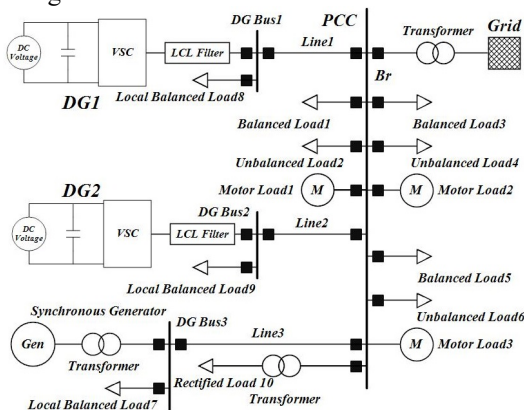 DG Bus1
PCC
Transformer
Grid
DC
Voltage
VSC
LCL Filter
Line1
Br
DG1
Local Balanced Load8
Balanced Load1
Balanced Load3
Unbalanced Load2
Unbalanced Load4
DG2
Motor Load1
M
M
Motor Load2
DC
Voltage
VSC
LCL Filter
DG Bus2
Line2
Local Balanced Load9
Balanced Load5
Synchronous Generator
DG Bus3
Unbalanced Load6
Gen
Line3
M
Motor Load3
Transformer
Rectified Load 10
Transformer
Local Balanced Load7